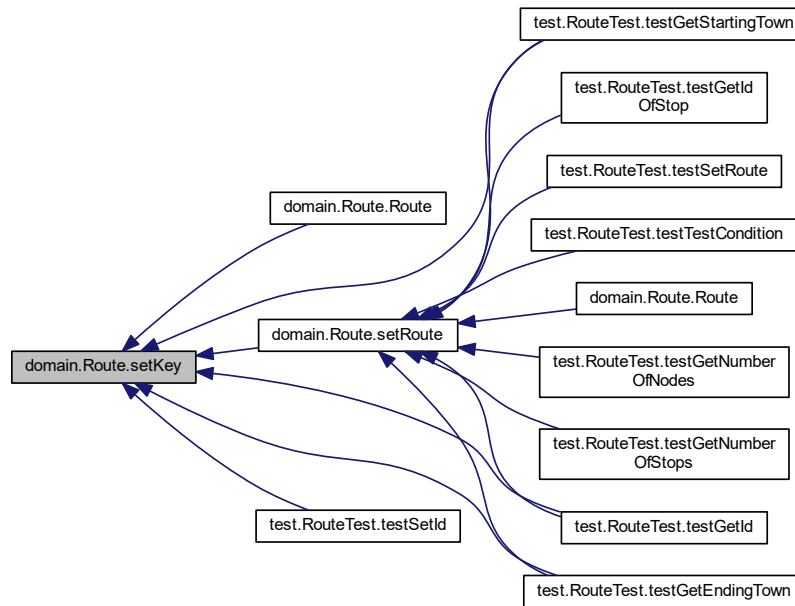 test.RouteTest.testGetStartingTown
test.RouteTest.testGetId
OfStop
test.RouteTest.testSetRoute
domain.Route.Route
test.RouteTest.testTestCondition
domain.Route.Route
domain.Route.setRoute
domain.Route.setKey
test.RouteTest.testGetNumber
OfNodes
test.RouteTest.testGetNumber
OfStops
test.RouteTest.testSetId
test.RouteTest.testGetId
test.RouteTest.testGetEndingTown